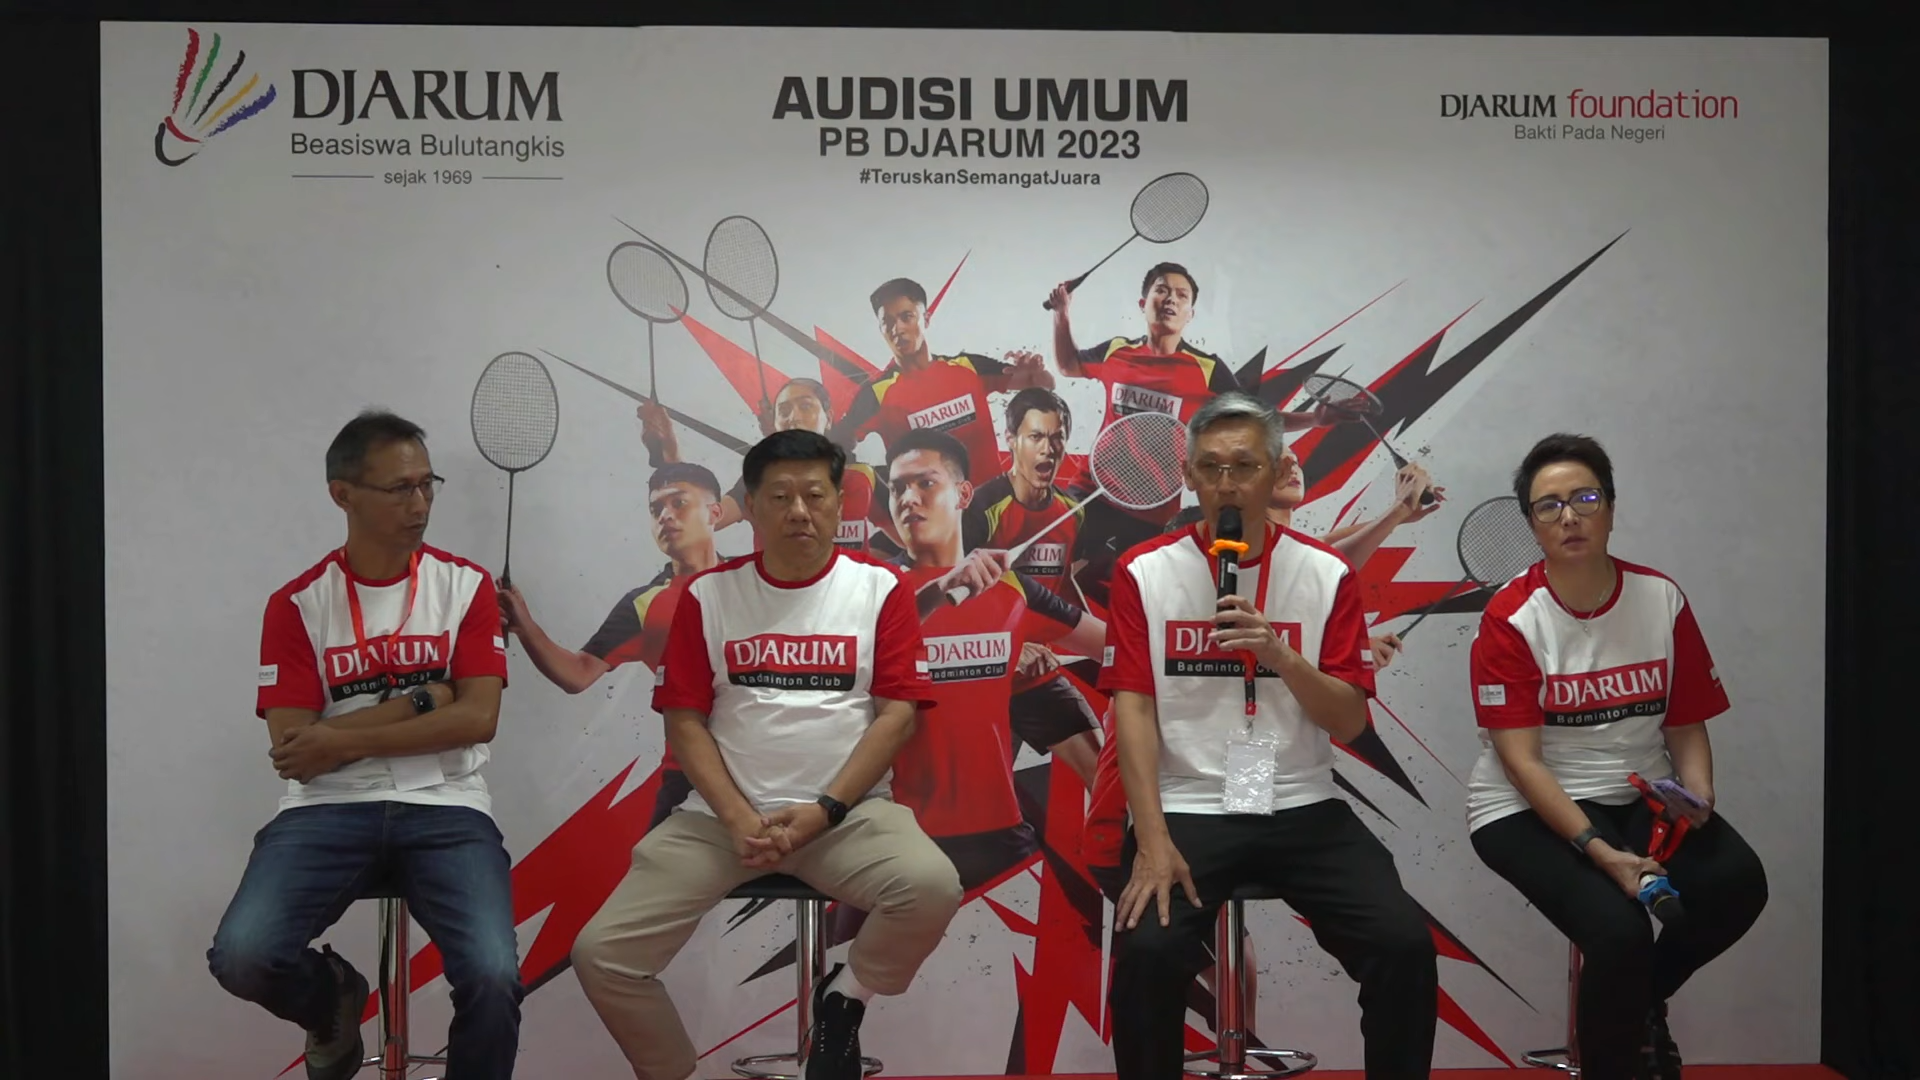 DJARUM
Beasiswa Bulutangkis
sejak 1969
AUDISI UMUM
PB DJARUM 2023
#TeruskanSemangatJuara
DJARUM foundation
Bakti Pada Negeri
DJARUM
DJARUM
DJARUM
Badminton Club
DJARUM
Badminton Club
DJARUM
Badminton Club
DJARUM
Badminton Club
DJARUM
Badminton Club